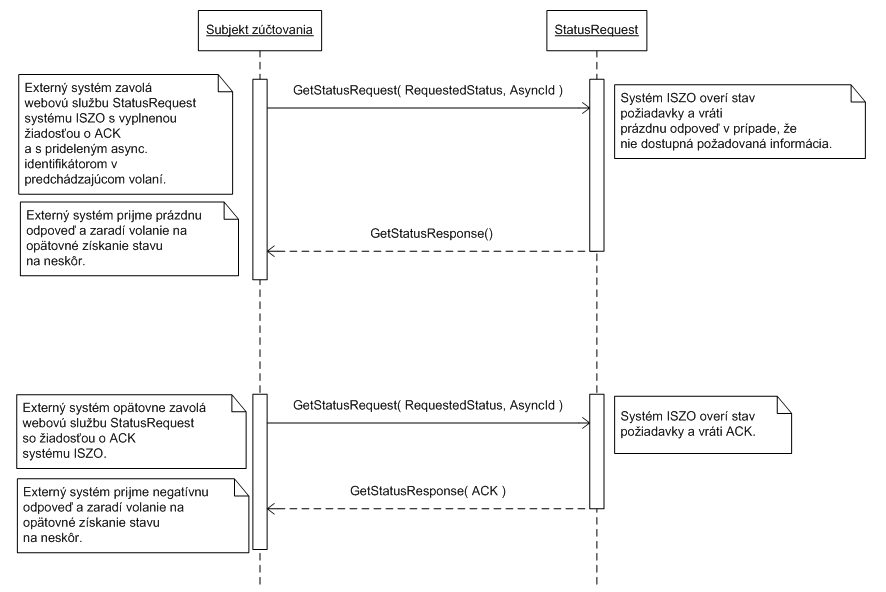 Subjekt zúčtovania
StatusRequest
Externý systém zavolá
webovú službu StatusRequest
systému ISZO s vyplnenou
žiadosťou o ACK
a s prideleným async.
identifikátorom v
predchádzajúcom volaní.
GetStatusRequest( RequestedStatus, AsyncId )
Systém ISZO overí stav
požiadavky a vráti
prázdnu odpoveď v prípade, že
nie dostupná požadovaná informácia.
Externý systém prijme prázdnu
odpoveď a zaradí volanie na
opätovné získanie stavu
na neskôr.
GetStatusResponse()
Externý systém opätovne zavolá
webovú službu StatusRequest
so žiadosťou o ACK
systému ISZO.
GetStatusRequest( RequestedStatus, AsyncId )
Systém ISZO overí stav
požiadavky a vráti ACK.
Externý systém prijme negatívnu
odpoveď a zaradí volanie na
opätovné získanie stavu
na neskôr.
GetStatusResponse( ACK )